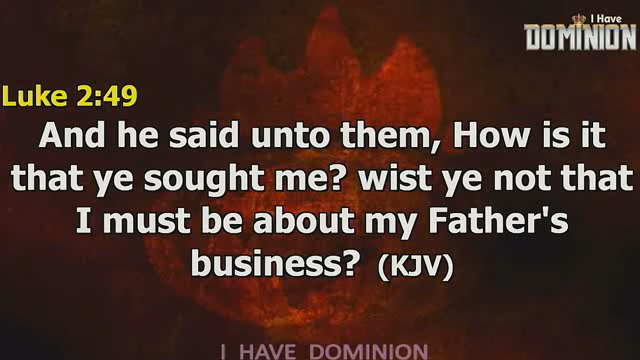 I Have
DOMINION
Luke 2:49
And he said unto them, How is it
that ye sought me? wist ye not that
I must be about my Father's
business? (KJV)
I HAVE DOMINION